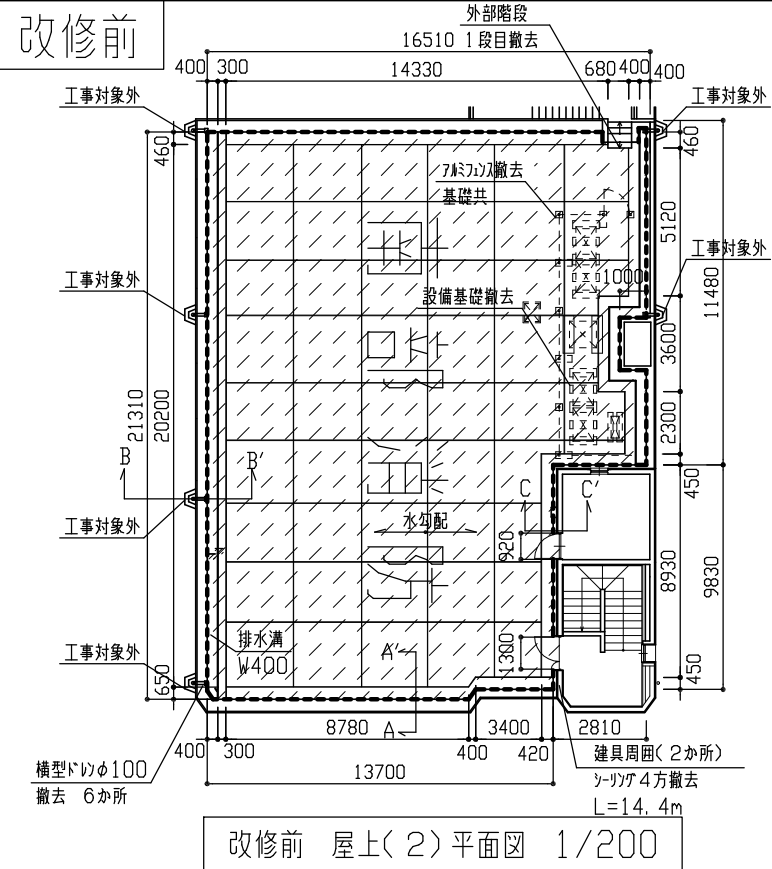 改修前
外部階段
16510 1段目撤去
400 300 14330 680 400 400
工事対象外
工事対象外
460
460
アルミフェンス撤去
基礎共
5120
工事対象外
工事対象外
1000
11480
設備基礎撤去
3600
21310
20200
2300
B
B'
C
C'
450
工事対象外
水勾配
920
8930
9830
工事対象外
排水溝
W400
A'
1300
650
450
8780
A
3400
2810
400 300
400
420
13700
横型ドレンφ100
撤去 6か所
建具周囲(2か所)
シーリング4方撤去
L=14.4m
改修前 屋上(2)平面図 1/200